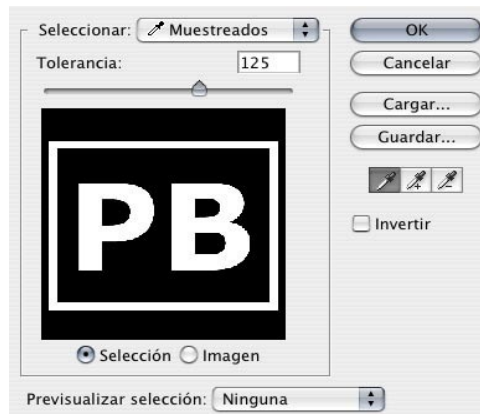 Seleccionar: Muestreados
Tolerancia: 125
PB
Selección Imagen
Previsualizar selección: Ninguna
OK
Cancelar
Cargar...
Guardar...
Invertir